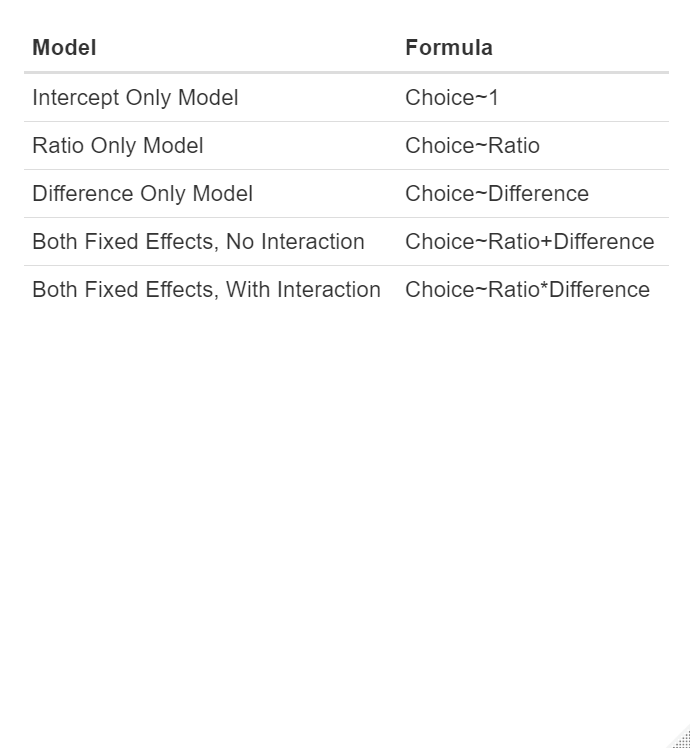 Model Formula
Intercept Only Model Choice~1
Ratio Only Model Choice~Ratio
Difference Only Model Choice~Difference
Both Fixed Effects, No Interaction Choice~Ratio+Difference
Both Fixed Effects, With Interaction Choice~Ratio*Difference